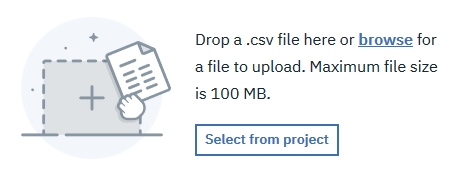 Drop a .csv file here or browse for
a file to upload. Maximum file size
is 100 MB.
Select from project